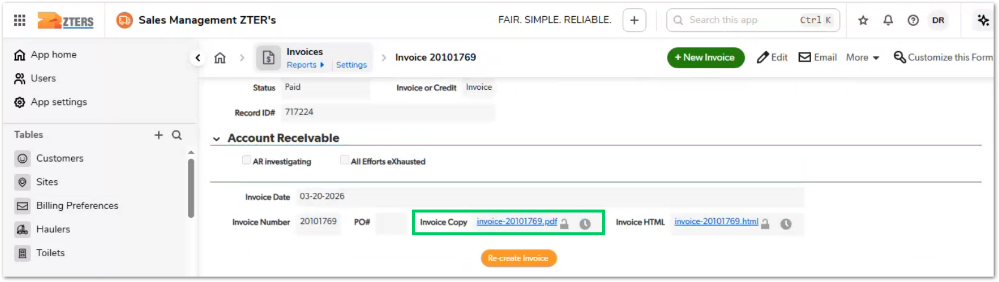 ZTERS
Sales Management ZTER's
FAIR. SIMPLE. RELIABLE.
+
Search this app
Ctrl K
DR
App home
Users
App settings
Tables
Customers
Sites
Billing Preferences
Haulers
Toilets
Invoices
Reports
Settings
Invoice 20101769
+ New Invoice
Edit
Email
More
Customize this Form
Status Paid
Invoice or Credit Invoice
Record ID# 717224
Account Receivable
AR investigating
All Efforts eXhausted
Invoice Date 03-20-2026
Invoice Number 20101769
PO#
Invoice Copy invoice-20101769.pdf
Invoice HTML invoice-20101769.html
Re-create Invoice